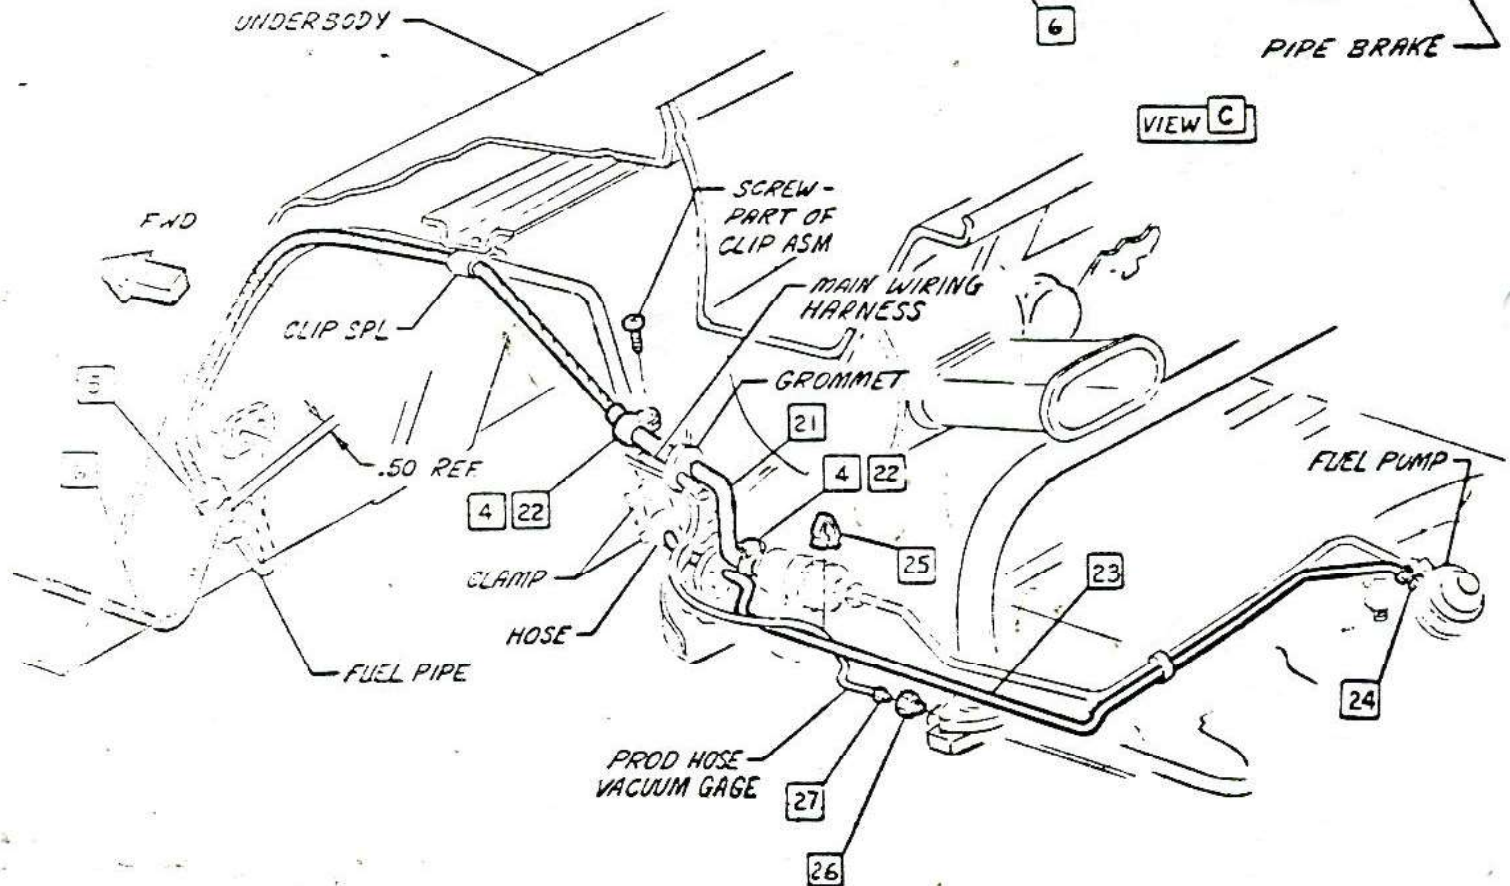 UNDERBODY
6
PIPE BRAKE
VIEW C
SCREW -
PART OF
CLIP ASM
FWD
MAIN WIRING
HARNESS
CLIP SPL
GROMMET
5
21
.50 REF
FUEL PUMP
4 22
4 22
25
23
CLAMP
HOSE
FUEL PIPE
24
PROD HOSE
VACUUM GAGE
27
26